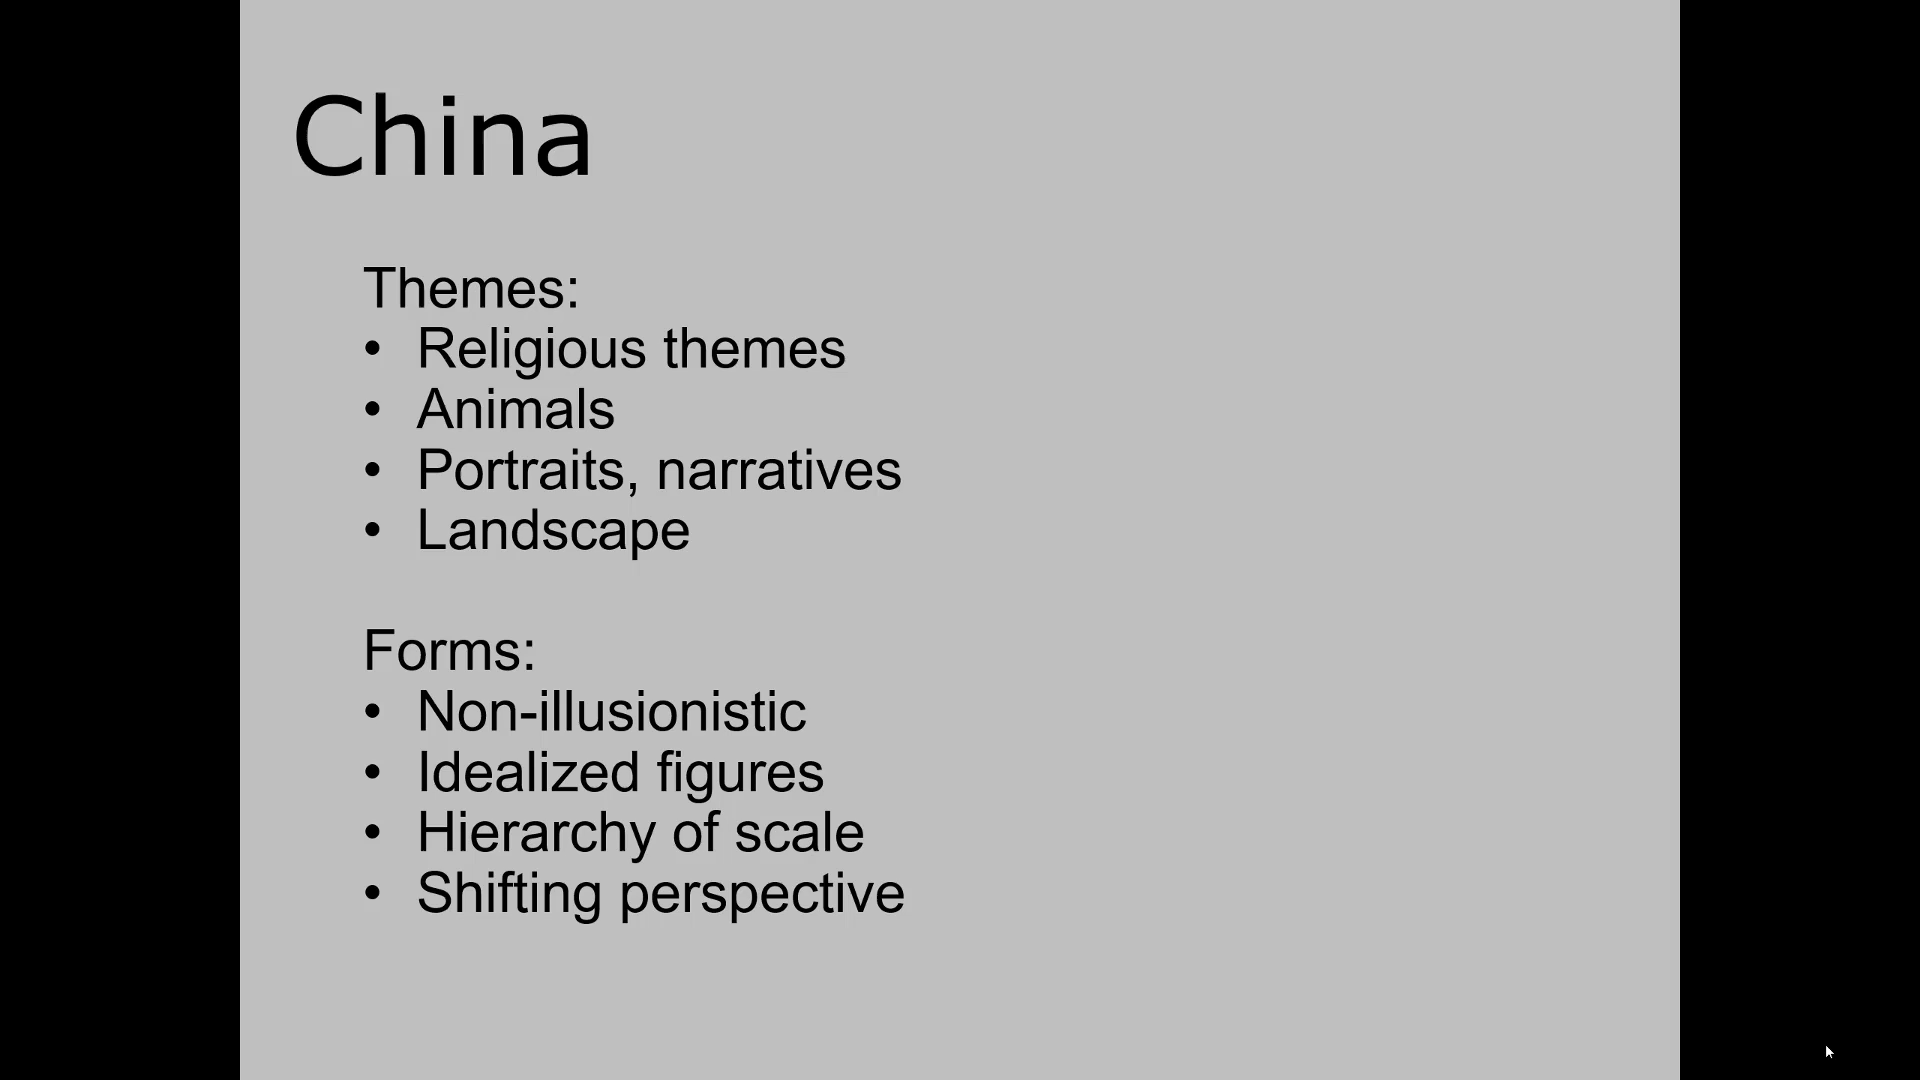 China
Themes:
• Religious themes
• Animals
• Portraits, narratives
• Landscape
Forms:
• Non-illusionistic
• Idealized figures
• Hierarchy of scale
• Shifting perspective